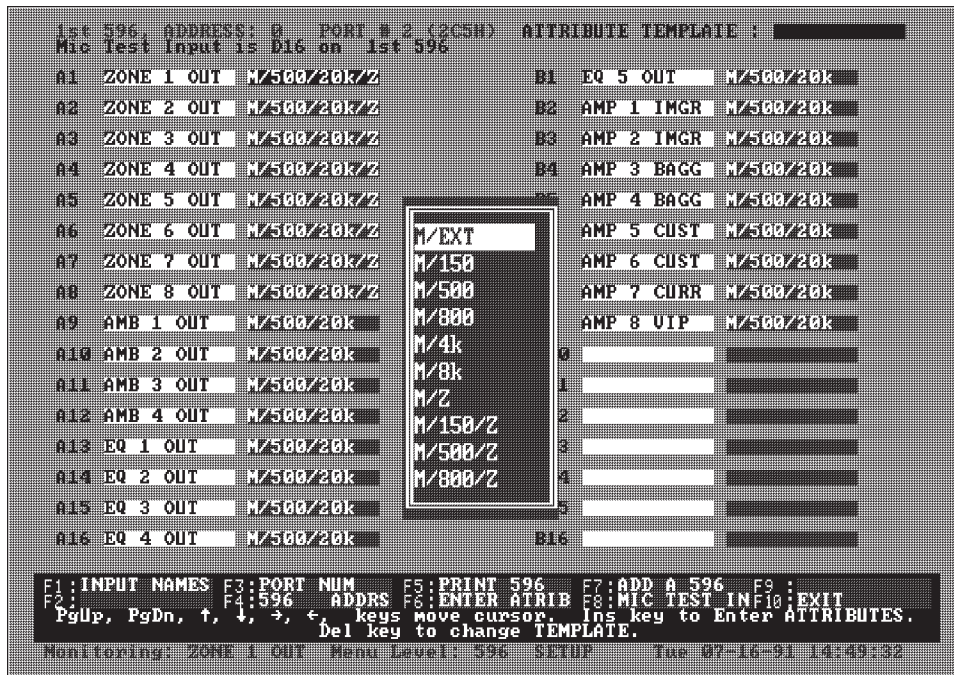 1st 596, ADDRESS: 0 PORT # 2 (2C5H) ATTRIBUTE TEMPLATE :
Mic Test Input is D16 on 1st 596
A1 ZONE 1 OUT M/500/20k/Z B1 EQ 5 OUT M/500/20k
A2 ZONE 2 OUT M/500/20k/Z B2 AMP 1 IMGR M/500/20k
A3 ZONE 3 OUT M/500/20k/Z B3 AMP 2 IMGR M/500/20k
A4 ZONE 4 OUT M/500/20k/Z B4 AMP 3 BAGG M/500/20k
A5 ZONE 5 OUT M/500/20k/Z AMP 4 BAGG M/500/20k
A6 ZONE 6 OUT M/500/20k/Z AMP 5 CUST M/500/20k
A7 ZONE 7 OUT M/500/20k/Z AMP 6 CUST M/500/20k
A8 ZONE 8 OUT M/500/20k/Z AMP 7 CURR M/500/20k
A9 AMB 1 OUT M/500/20k AMP 8 VIP M/500/20k
A10 AMB 2 OUT M/500/20k 0
A11 AMB 3 OUT M/500/20k 1
A12 AMB 4 OUT M/500/20k 2
A13 EQ 1 OUT M/500/20k 3
A14 EQ 2 OUT M/500/20k 4
A15 EQ 3 OUT M/500/20k 5
A16 EQ 4 OUT M/500/20k B16
M/EXT
M/150
M/500
M/800
M/4k
M/8k
M/Z
M/150/Z
M/500/Z
M/800/Z
F1:INPUT NAMES F3:PORT NUM F5:PRINT 596 F7:ADD A 596 F9 :
F2: F4:596 ADDRS F6:ENTER ATRIB F8:MIC TEST INF10:EXIT
PgUp, PgDn, ↑, ↓, →, ←, keys move cursor. Ins key to Enter ATTRIBUTES.
Del key to change TEMPLATE.
Monitoring: ZONE 1 OUT Menu Level: 596 SETUP Tue 07-16-91 14:49:32